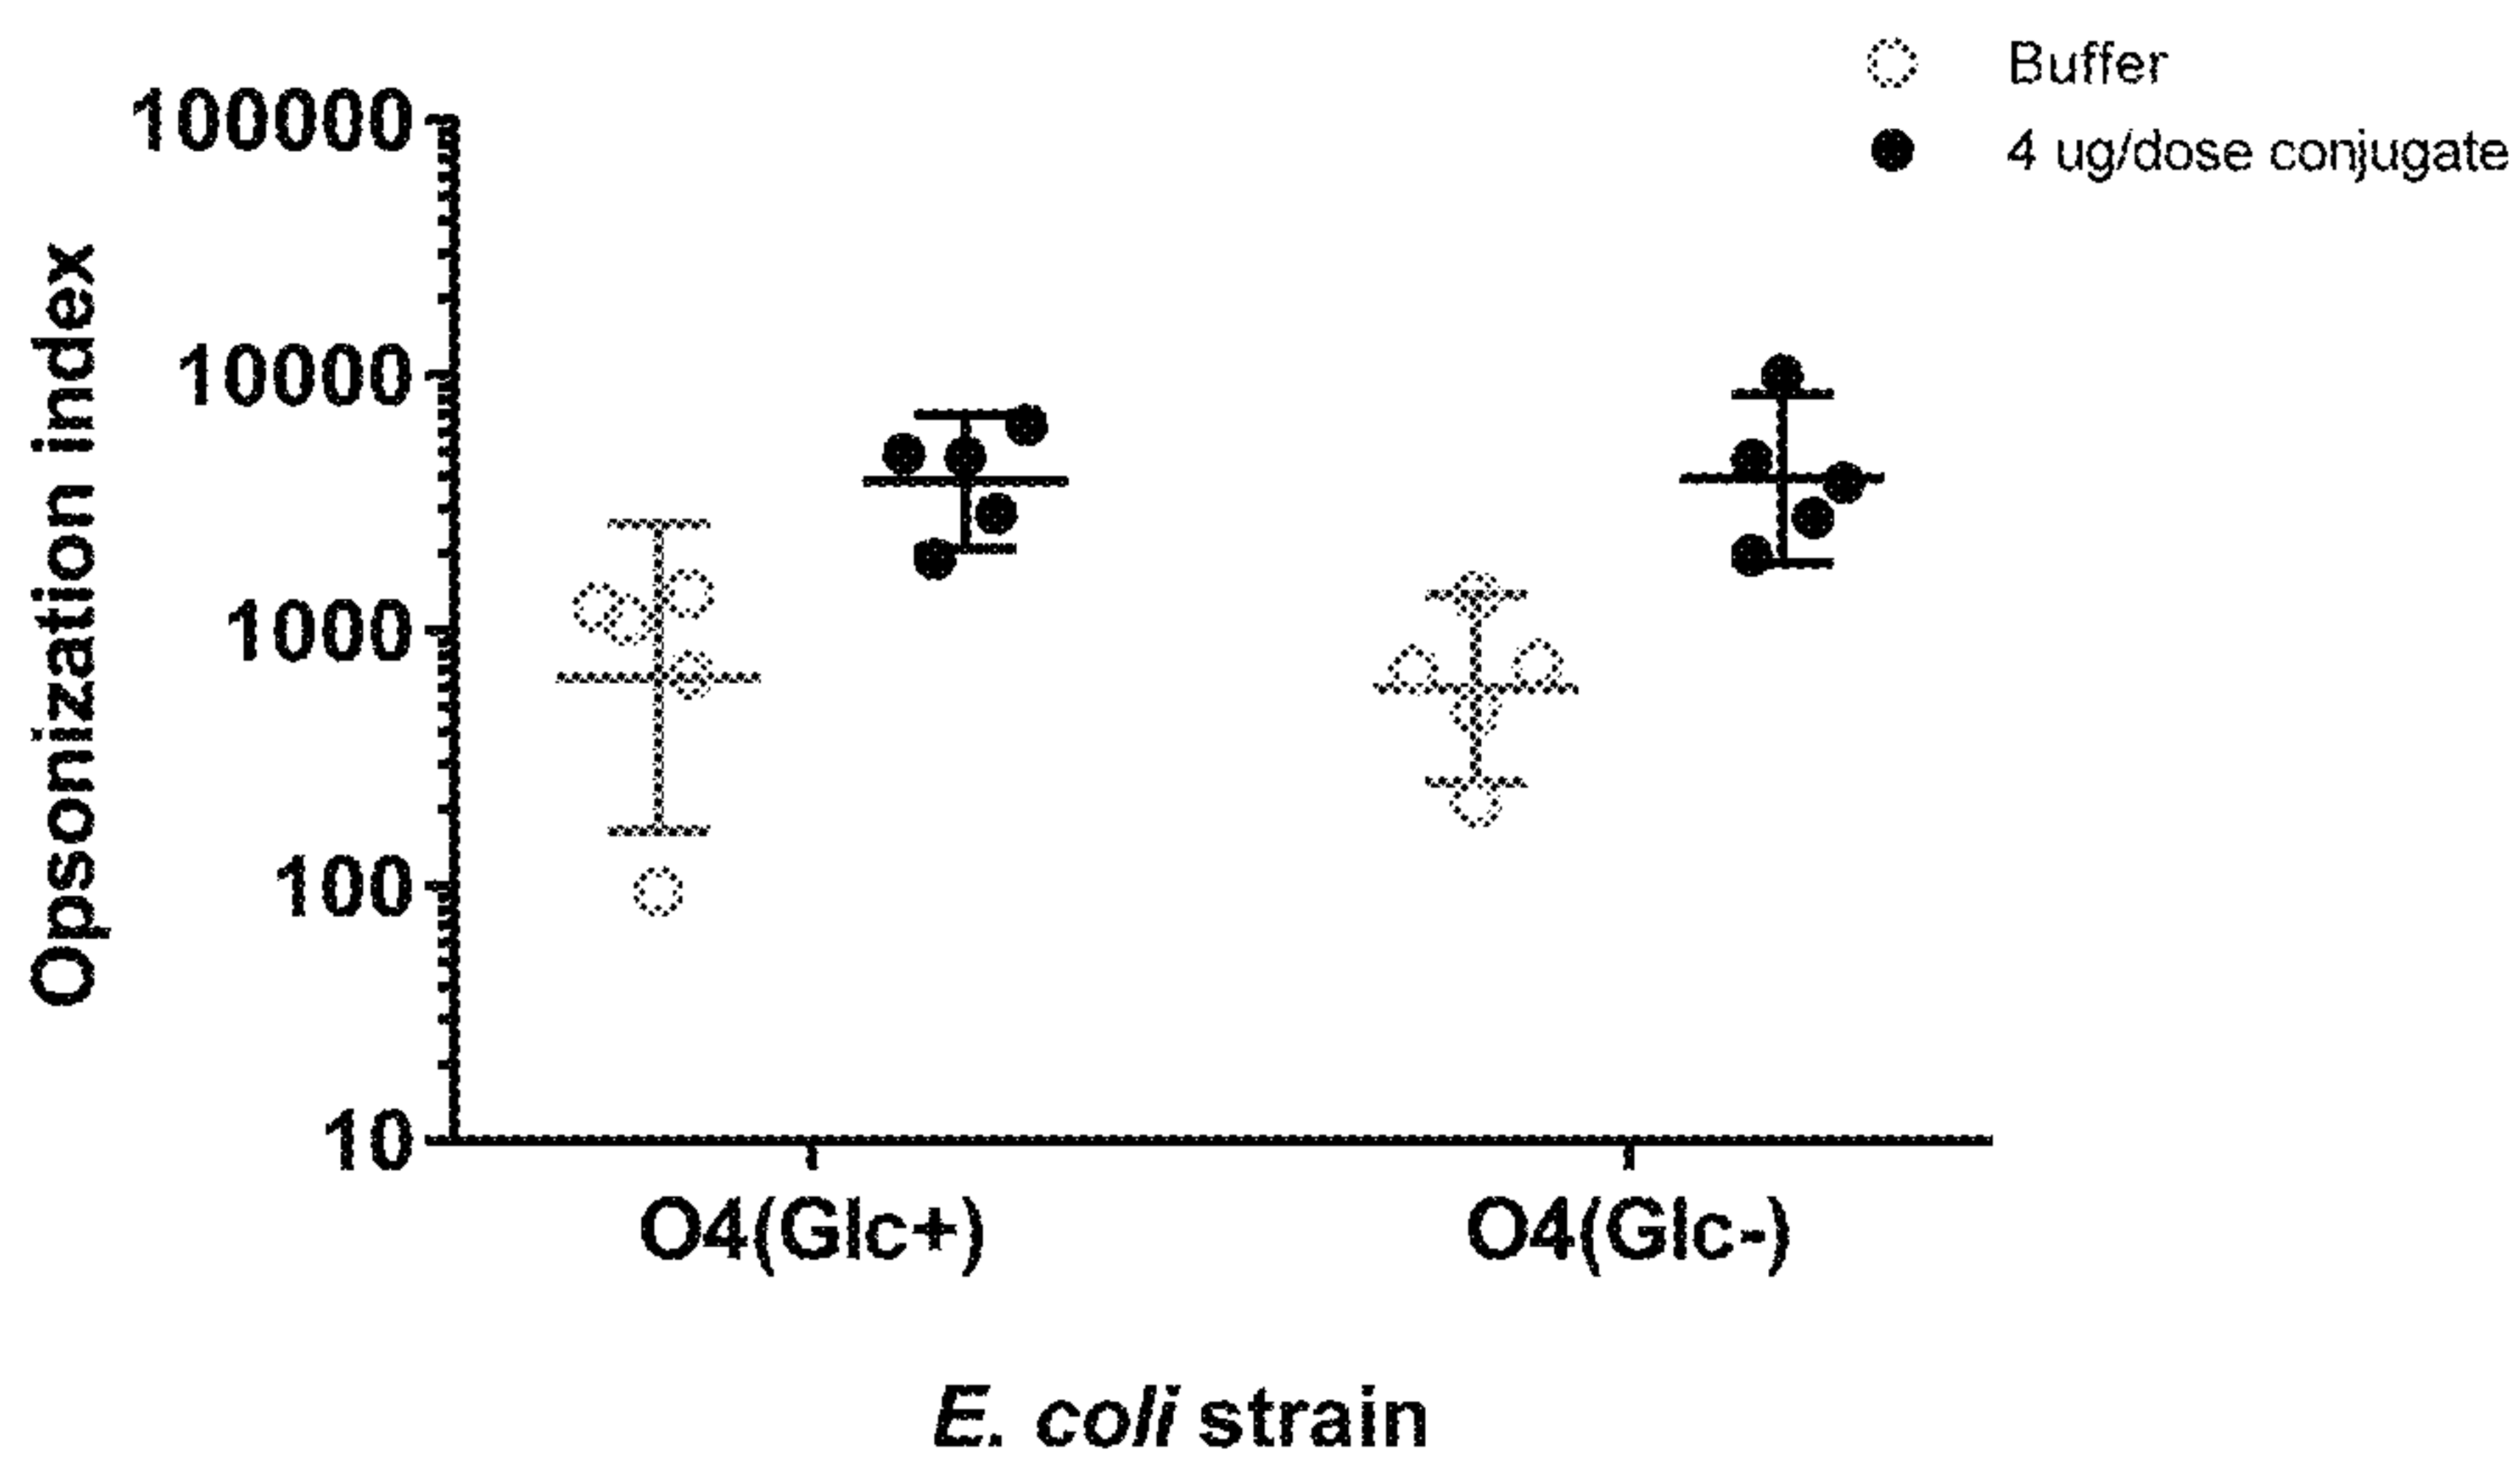 Buffer
4 ug/dose conjugate
100000
10000
1000
100
10
Opsonization index
O4(Glc+)
O4(Glc-)
E. coli strain